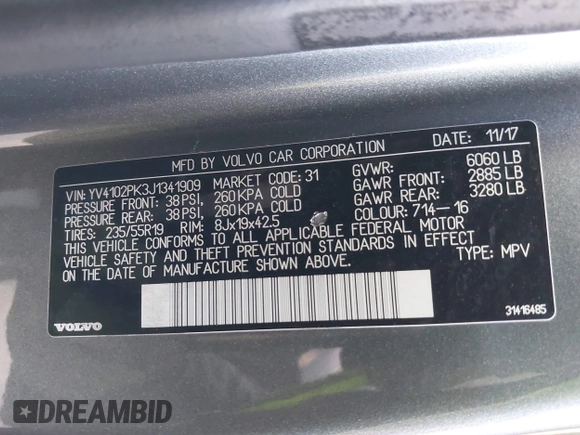 MFD BY VOLVO CAR CORPORATION DATE: 11/17
VIN: YV4102PK3J1341909 MARKET CODE: 31 GVWR: 6060 LB
PRESSURE FRONT: 38 PSI, 260 KPA COLD GAWR FRONT: 2885 LB
PRESSURE REAR: 38 PSI, 260 KPA COLD GAWR REAR: 3280 LB
TIRES: 235/55R19 RIM: 8Jx19x42.5 COLOUR: 714-16
THIS VEHICLE CONFORMS TO ALL APPLICABLE FEDERAL MOTOR
VEHICLE SAFETY AND THEFT PREVENTION STANDARDS IN EFFECT
ON THE DATE OF MANUFACTURE SHOWN ABOVE. TYPE: MPV
VOLVO 31416485
DREAMBID